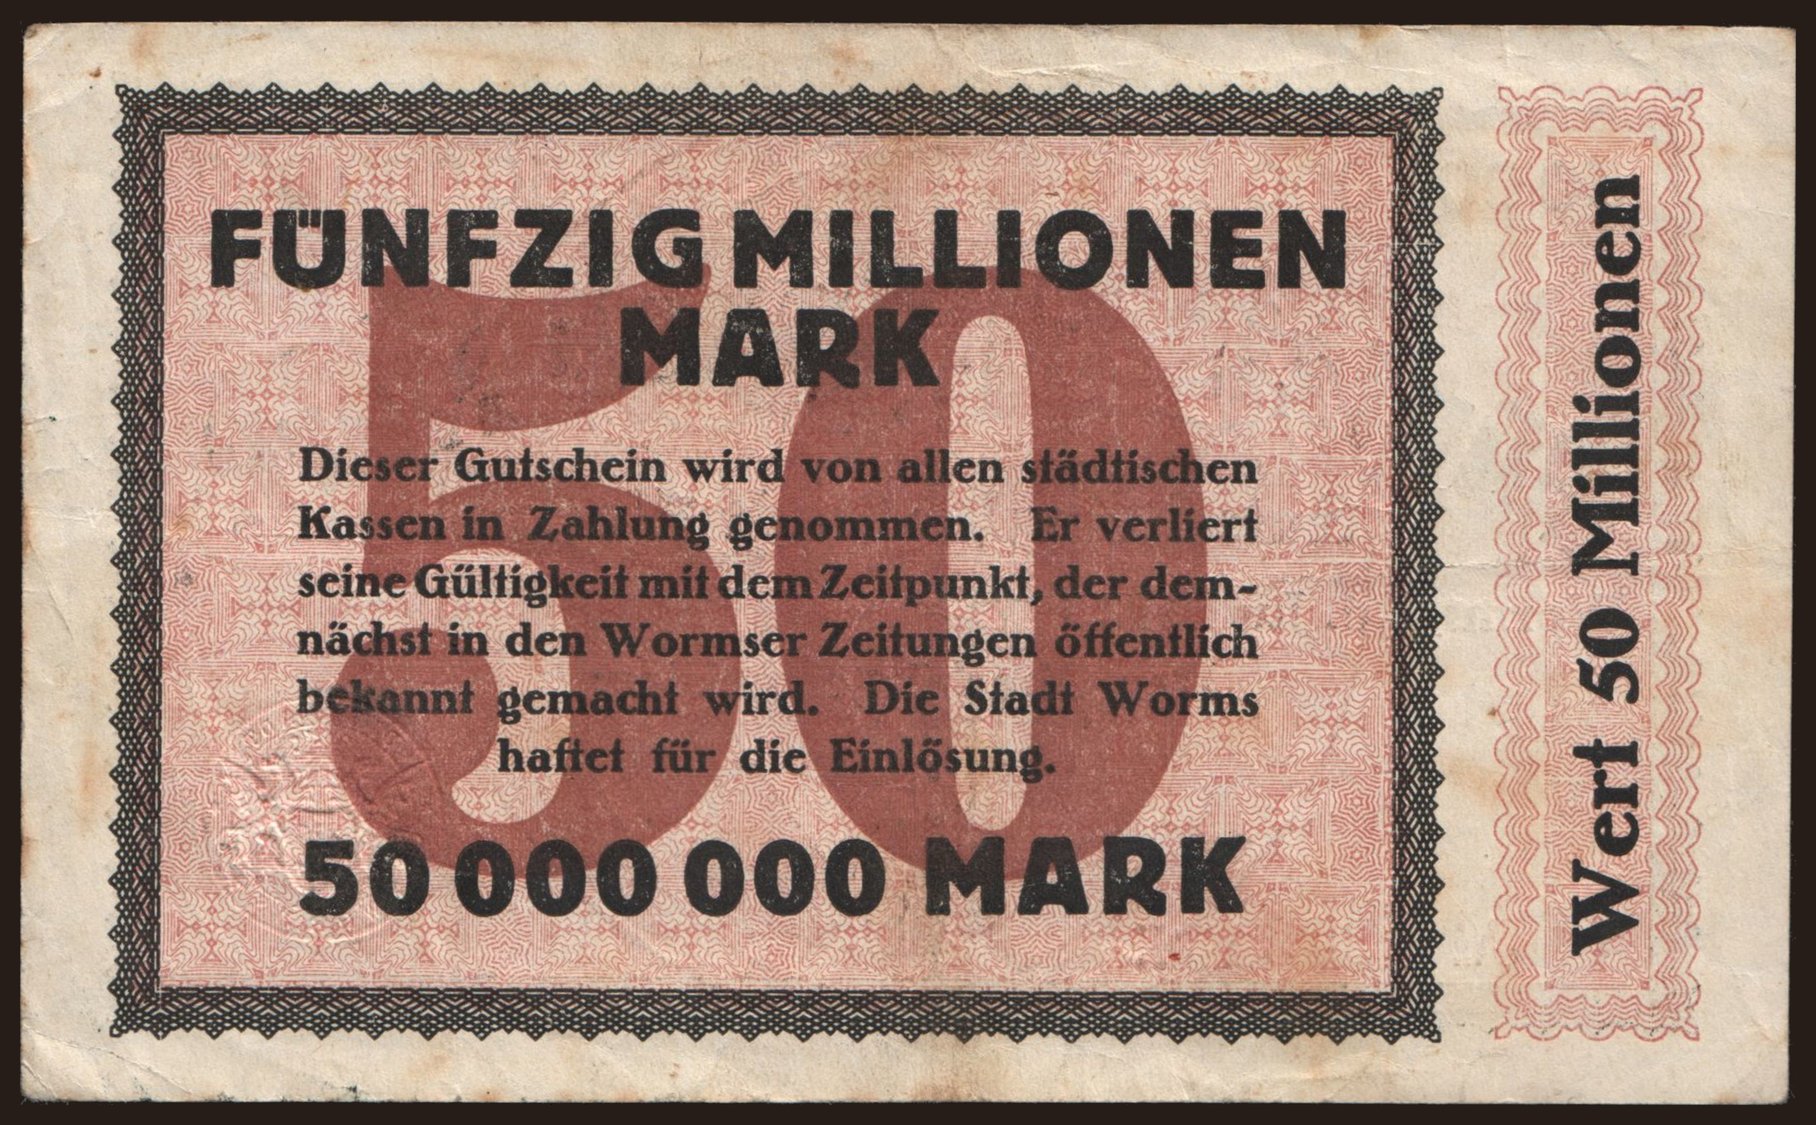 FÜNFZIG MILLIONEN
MARK
50
Dieser Gutschein wird von allen städtischen
Kassen in Zahlung genommen. Er verliert
seine Gültigkeit mit dem Zeitpunkt, der dem-
nächst in den Wormser Zeitungen öffentlich
bekannt gemacht wird. Die Stadt Worms
haftet für die Einlösung.
50 000 000 MARK
Wert 50 Millionen